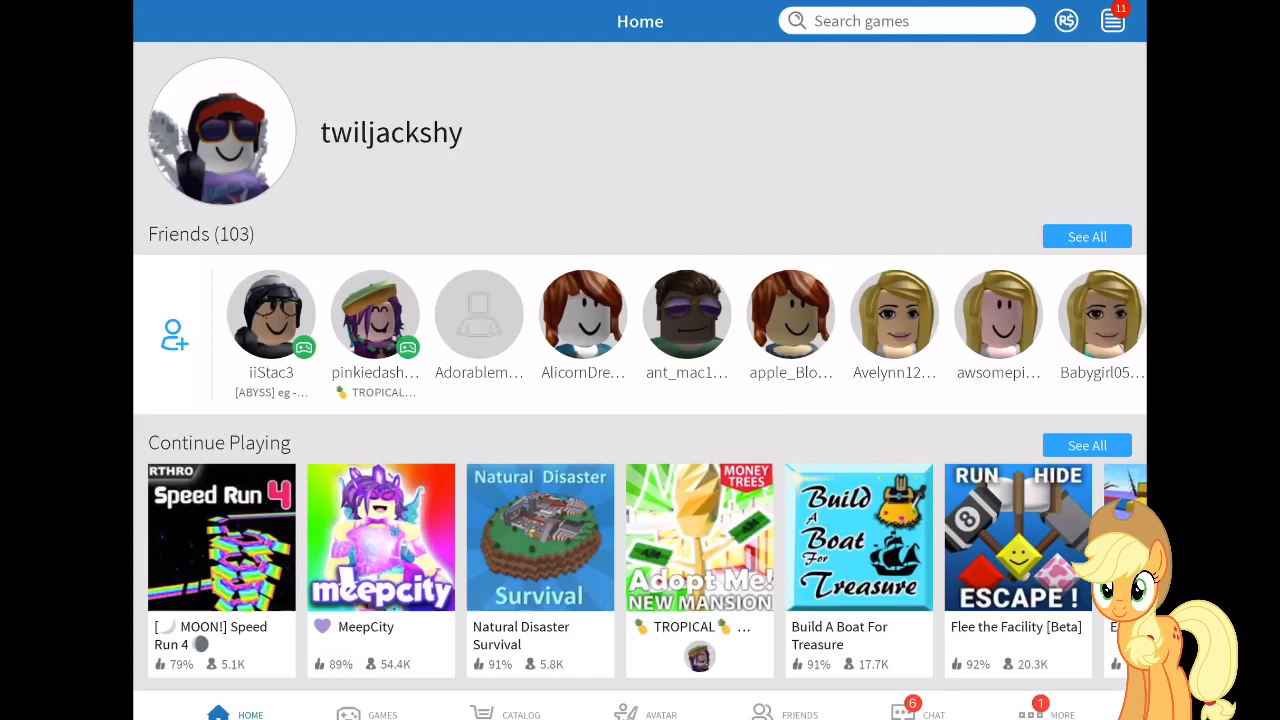 Home
Search games
R$
11
twiljackshy
Friends (103)
See All
iiStac3
pinkiedash...
Adorablem...
AlicornDre...
ant_mac1...
apple_Blo...
Avelynn12...
awsomepi...
Babygirl05...
[ABYSS] eg -...
🍍 TROPICAL...
Continue Playing
See All
RTHRO
Speed Run 4
meepcity
Natural Disaster
Survival
MONEY
TREES
Adopt Me!
NEW MANSION
Build
A
Boat
For
Treasure
RUN HIDE
8
ESCAPE !
[🌙 MOON!] Speed
Run 4 🌘
79% 5.1K
💜 MeepCity
89% 54.4K
Natural Disaster
Survival
91% 5.8K
🍍 TROPICAL🍍 ...
Build A Boat For
Treasure
91% 17.7K
Flee the Facility [Beta]
92% 20.3K
HOME
GAMES
CATALOG
AVATAR
FRIENDS
6
CHAT
1
MORE